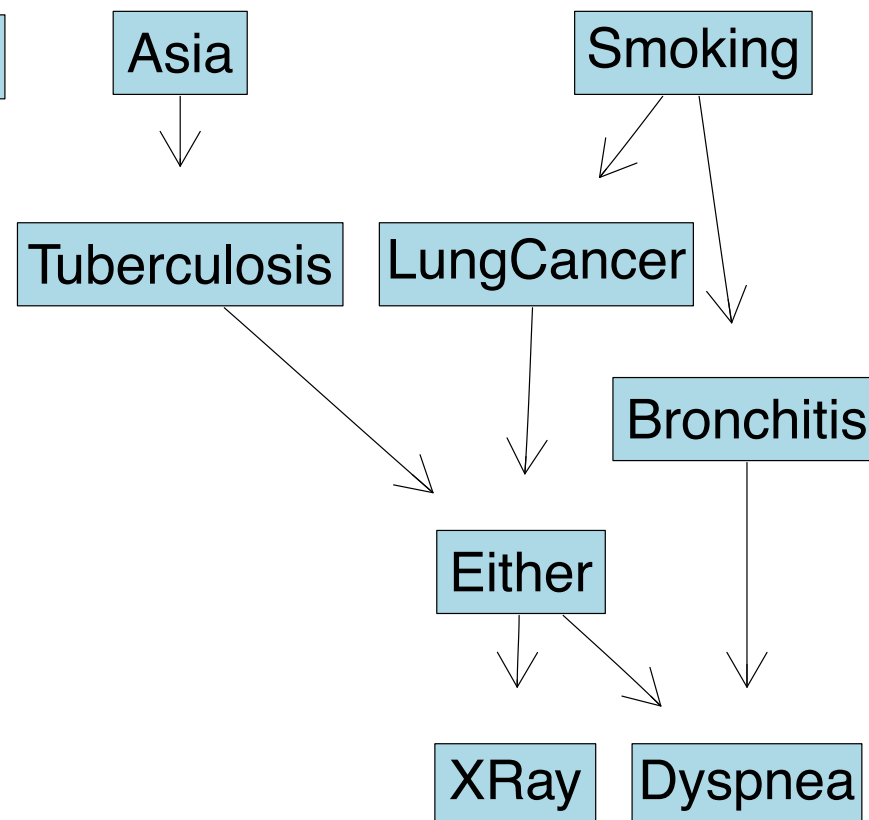 Asia
Smoking
Tuberculosis
LungCancer
Bronchitis
Either
XRay
Dyspnea